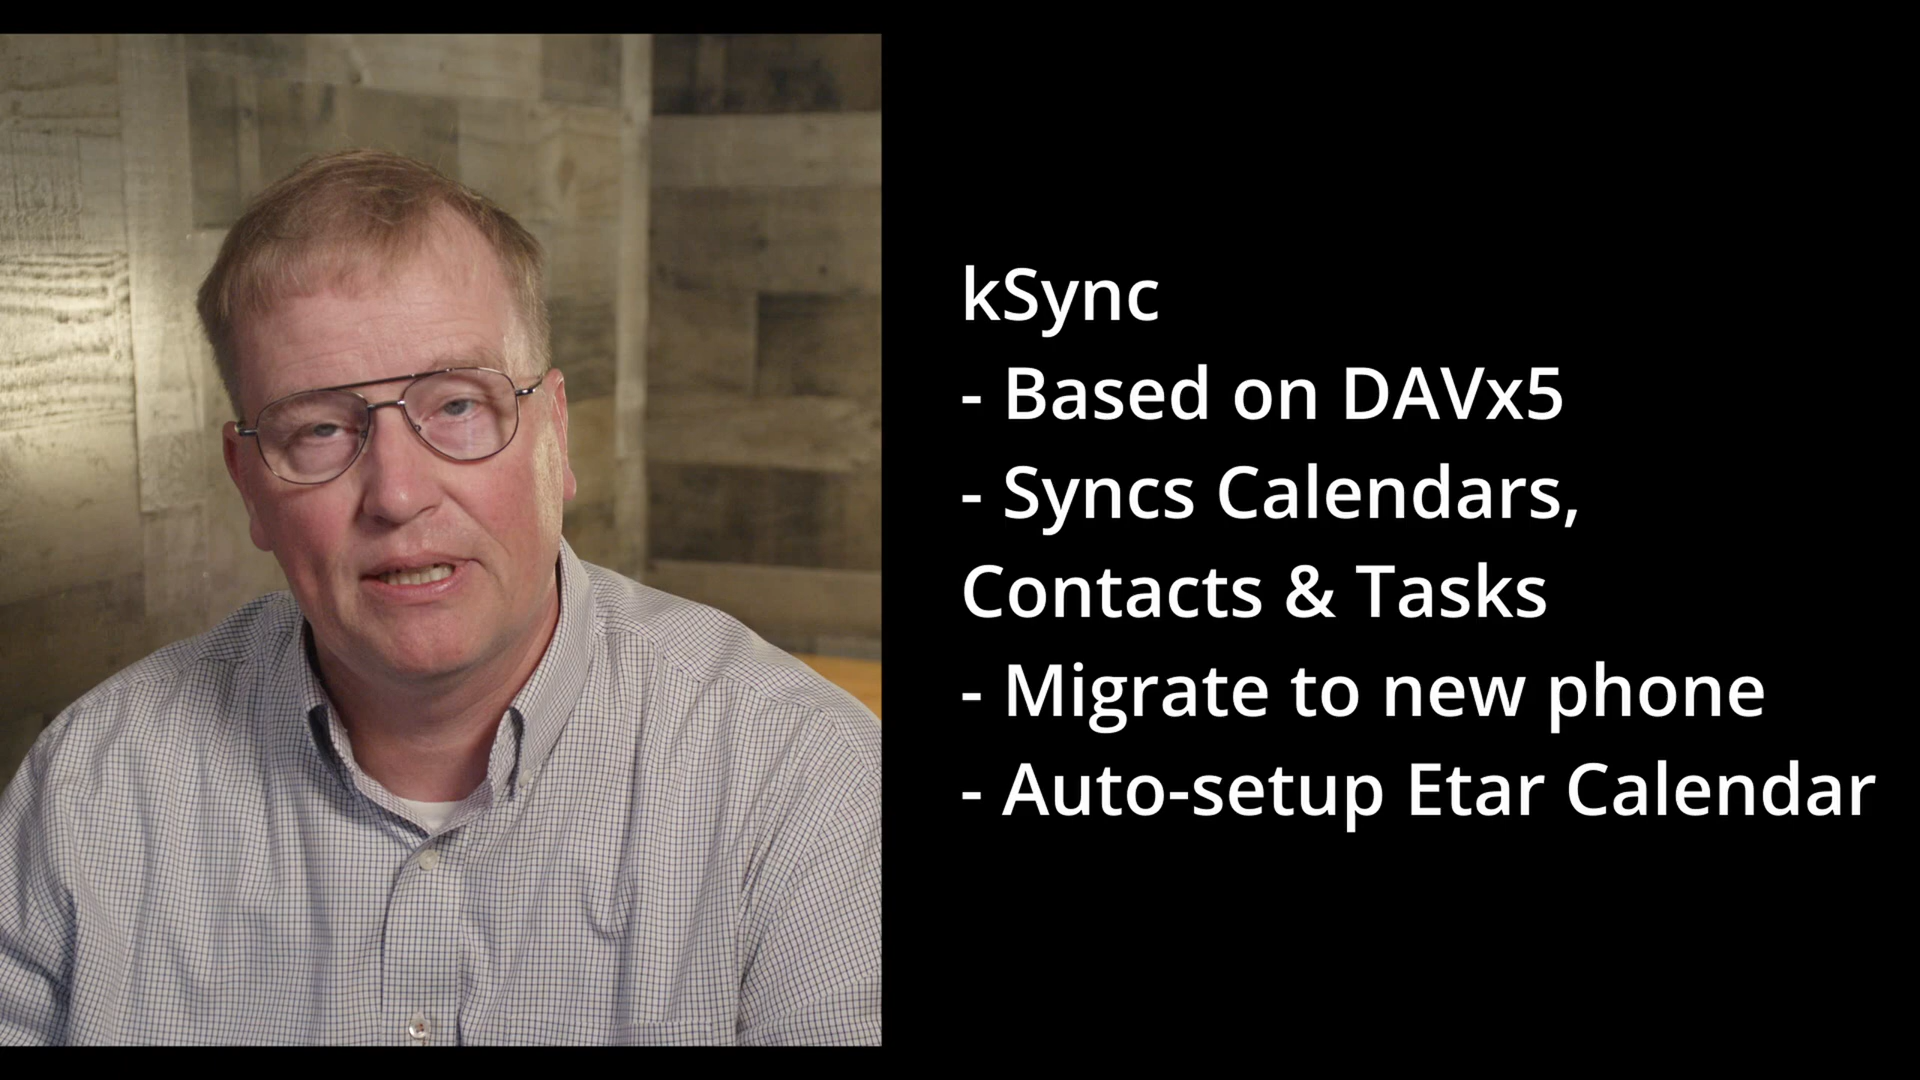 kSync
- Based on DAVx5
- Syncs Calendars,
Contacts & Tasks
- Migrate to new phone
- Auto-setup Etar Calendar